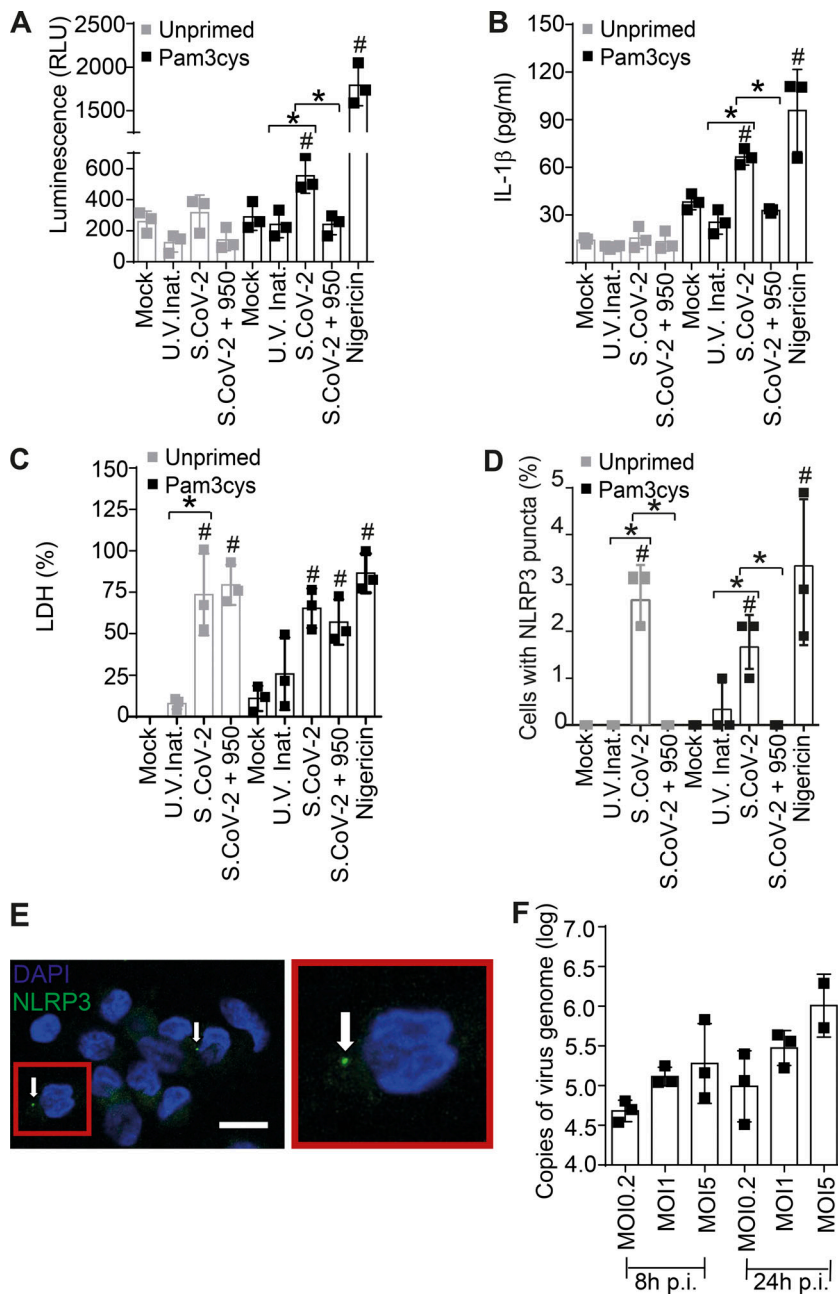 A
Unprimed
Pam3cys
Luminescence (RLU)
2500
2000
1500
600
400
200
0
#
*
*
#
Mock
U.V.Inat.
S.CoV-2
S.CoV-2 + 950
Mock
U.V. Inat.
S.CoV-2
S.CoV-2 + 950
Nigericin
B
Unprimed
Pam3cys
IL-1β (pg/ml)
150
120
90
60
30
#
*
*
#
Mock
U.V. Inat.
S.CoV-2
S.CoV-2 + 950
Mock
U.V. Inat.
S.CoV-2
S.CoV-2 + 950
Nigericin
C
Unprimed
Pam3cys
LDH (%)
150
125
100
75
50
25
0
*
# # # # #
Mock
U.V.Inat.
S.CoV-2
S.CoV-2 + 950
Mock
U.V. Inat.
S.CoV-2
S.CoV-2 + 950
Nigericin
D
Unprimed
Pam3cys
Cells with NLRP3 puncta (%)
5
4
3
2
1
0
#
*
*
#
*
*
#
Mock
U.V. Inat.
S.CoV-2
S.CoV-2 + 950
Mock
U.V. Inat.
S.CoV-2
S.CoV-2 + 950
Nigericin
E
DAPI
NLRP3
F
Copies of virus genome (log)
7.0
6.5
6.0
5.5
5.0
4.5
4.0
MOI0.2
MOI1
MOI5
MOI0.2
MOI1
MOI5
8h p.i.
24h p.i.